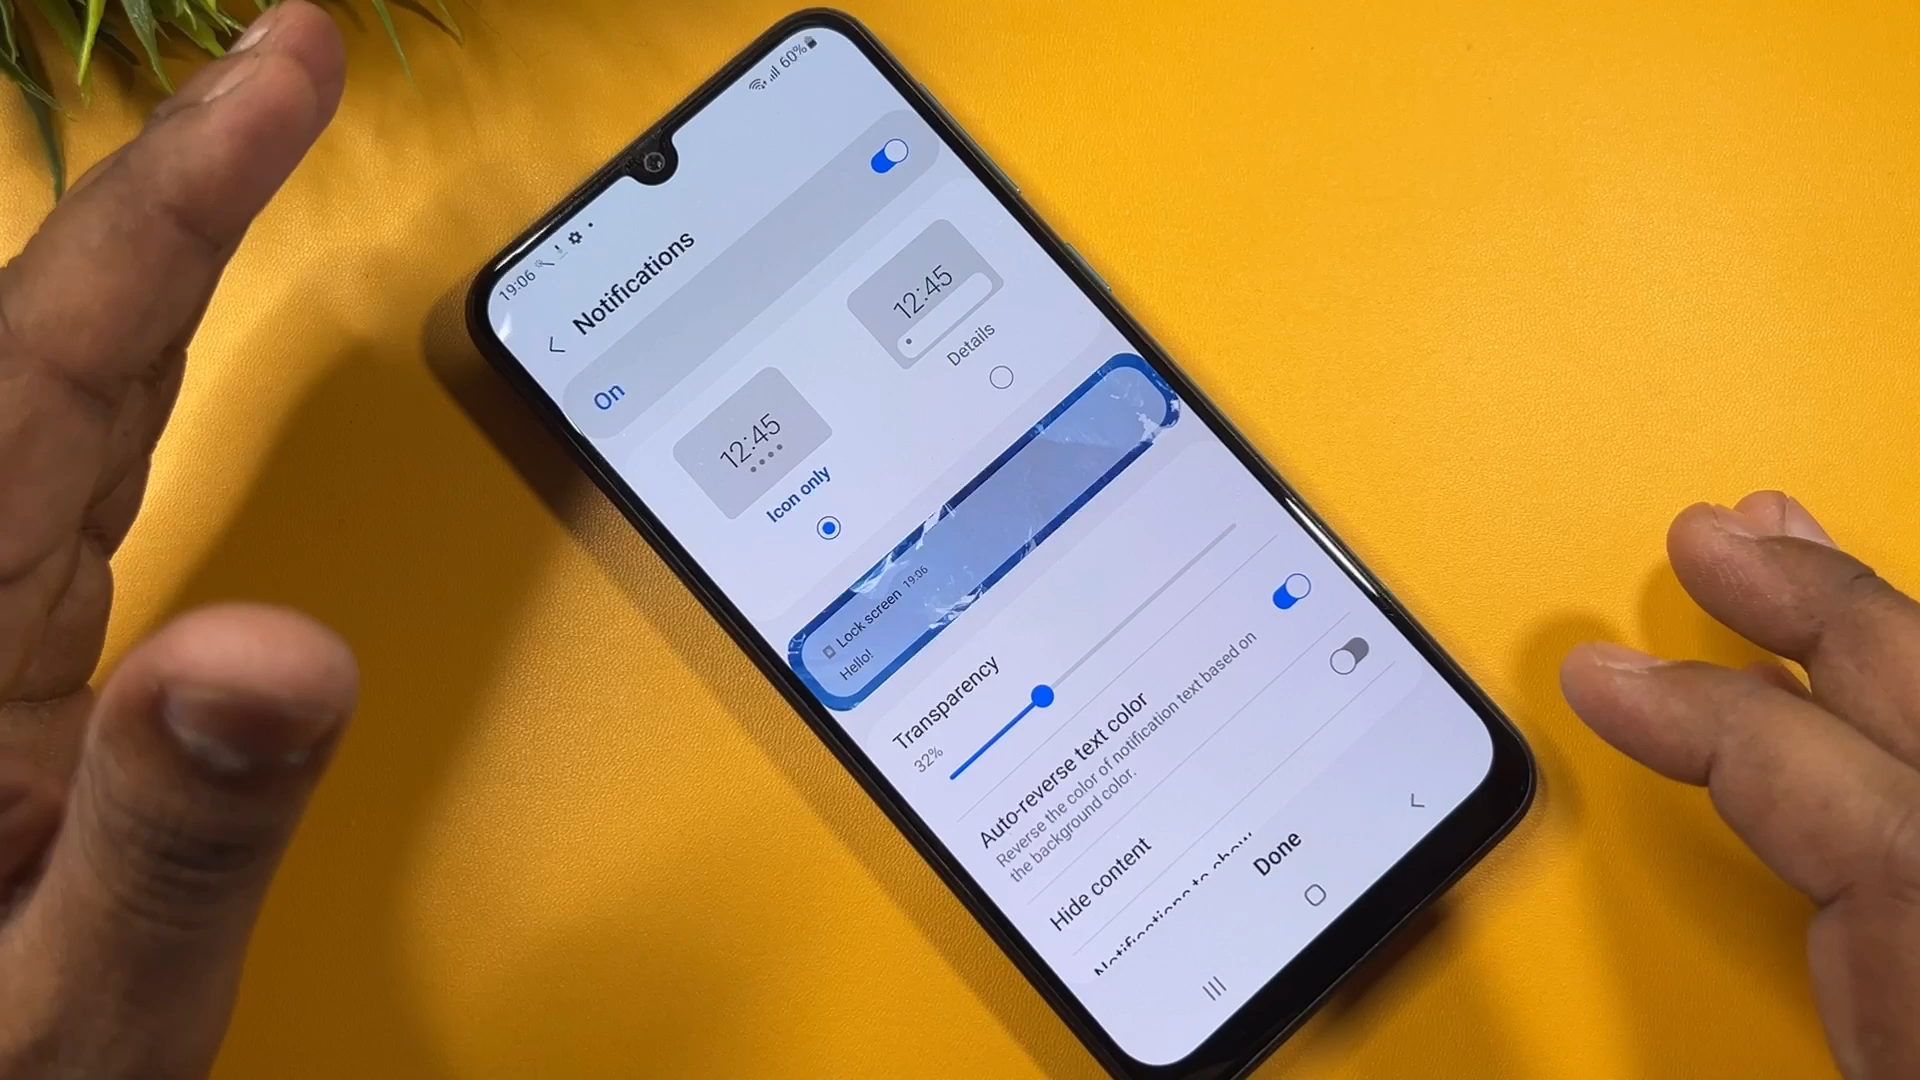 19:06
60%
Notifications
On
12:45
Icon only
12:45
Details
Lock screen 19:06
Hello!
Transparency
32%
Auto-reverse text color
Reverse the color of notification text based on
the background color.
Hide content
Notifications to show
Done